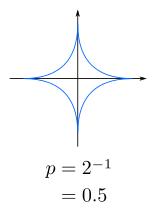 p = 2⁻¹
= 0.5